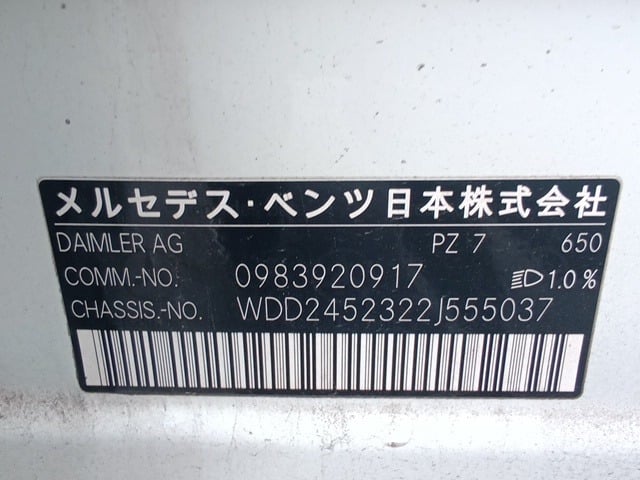 メルセデス・ベンツ日本株式会社
DAIMLER AG PZ 7 650
COMM.-NO. 0983920917 1.0 %
CHASSIS.-NO. WDD2452322J555037